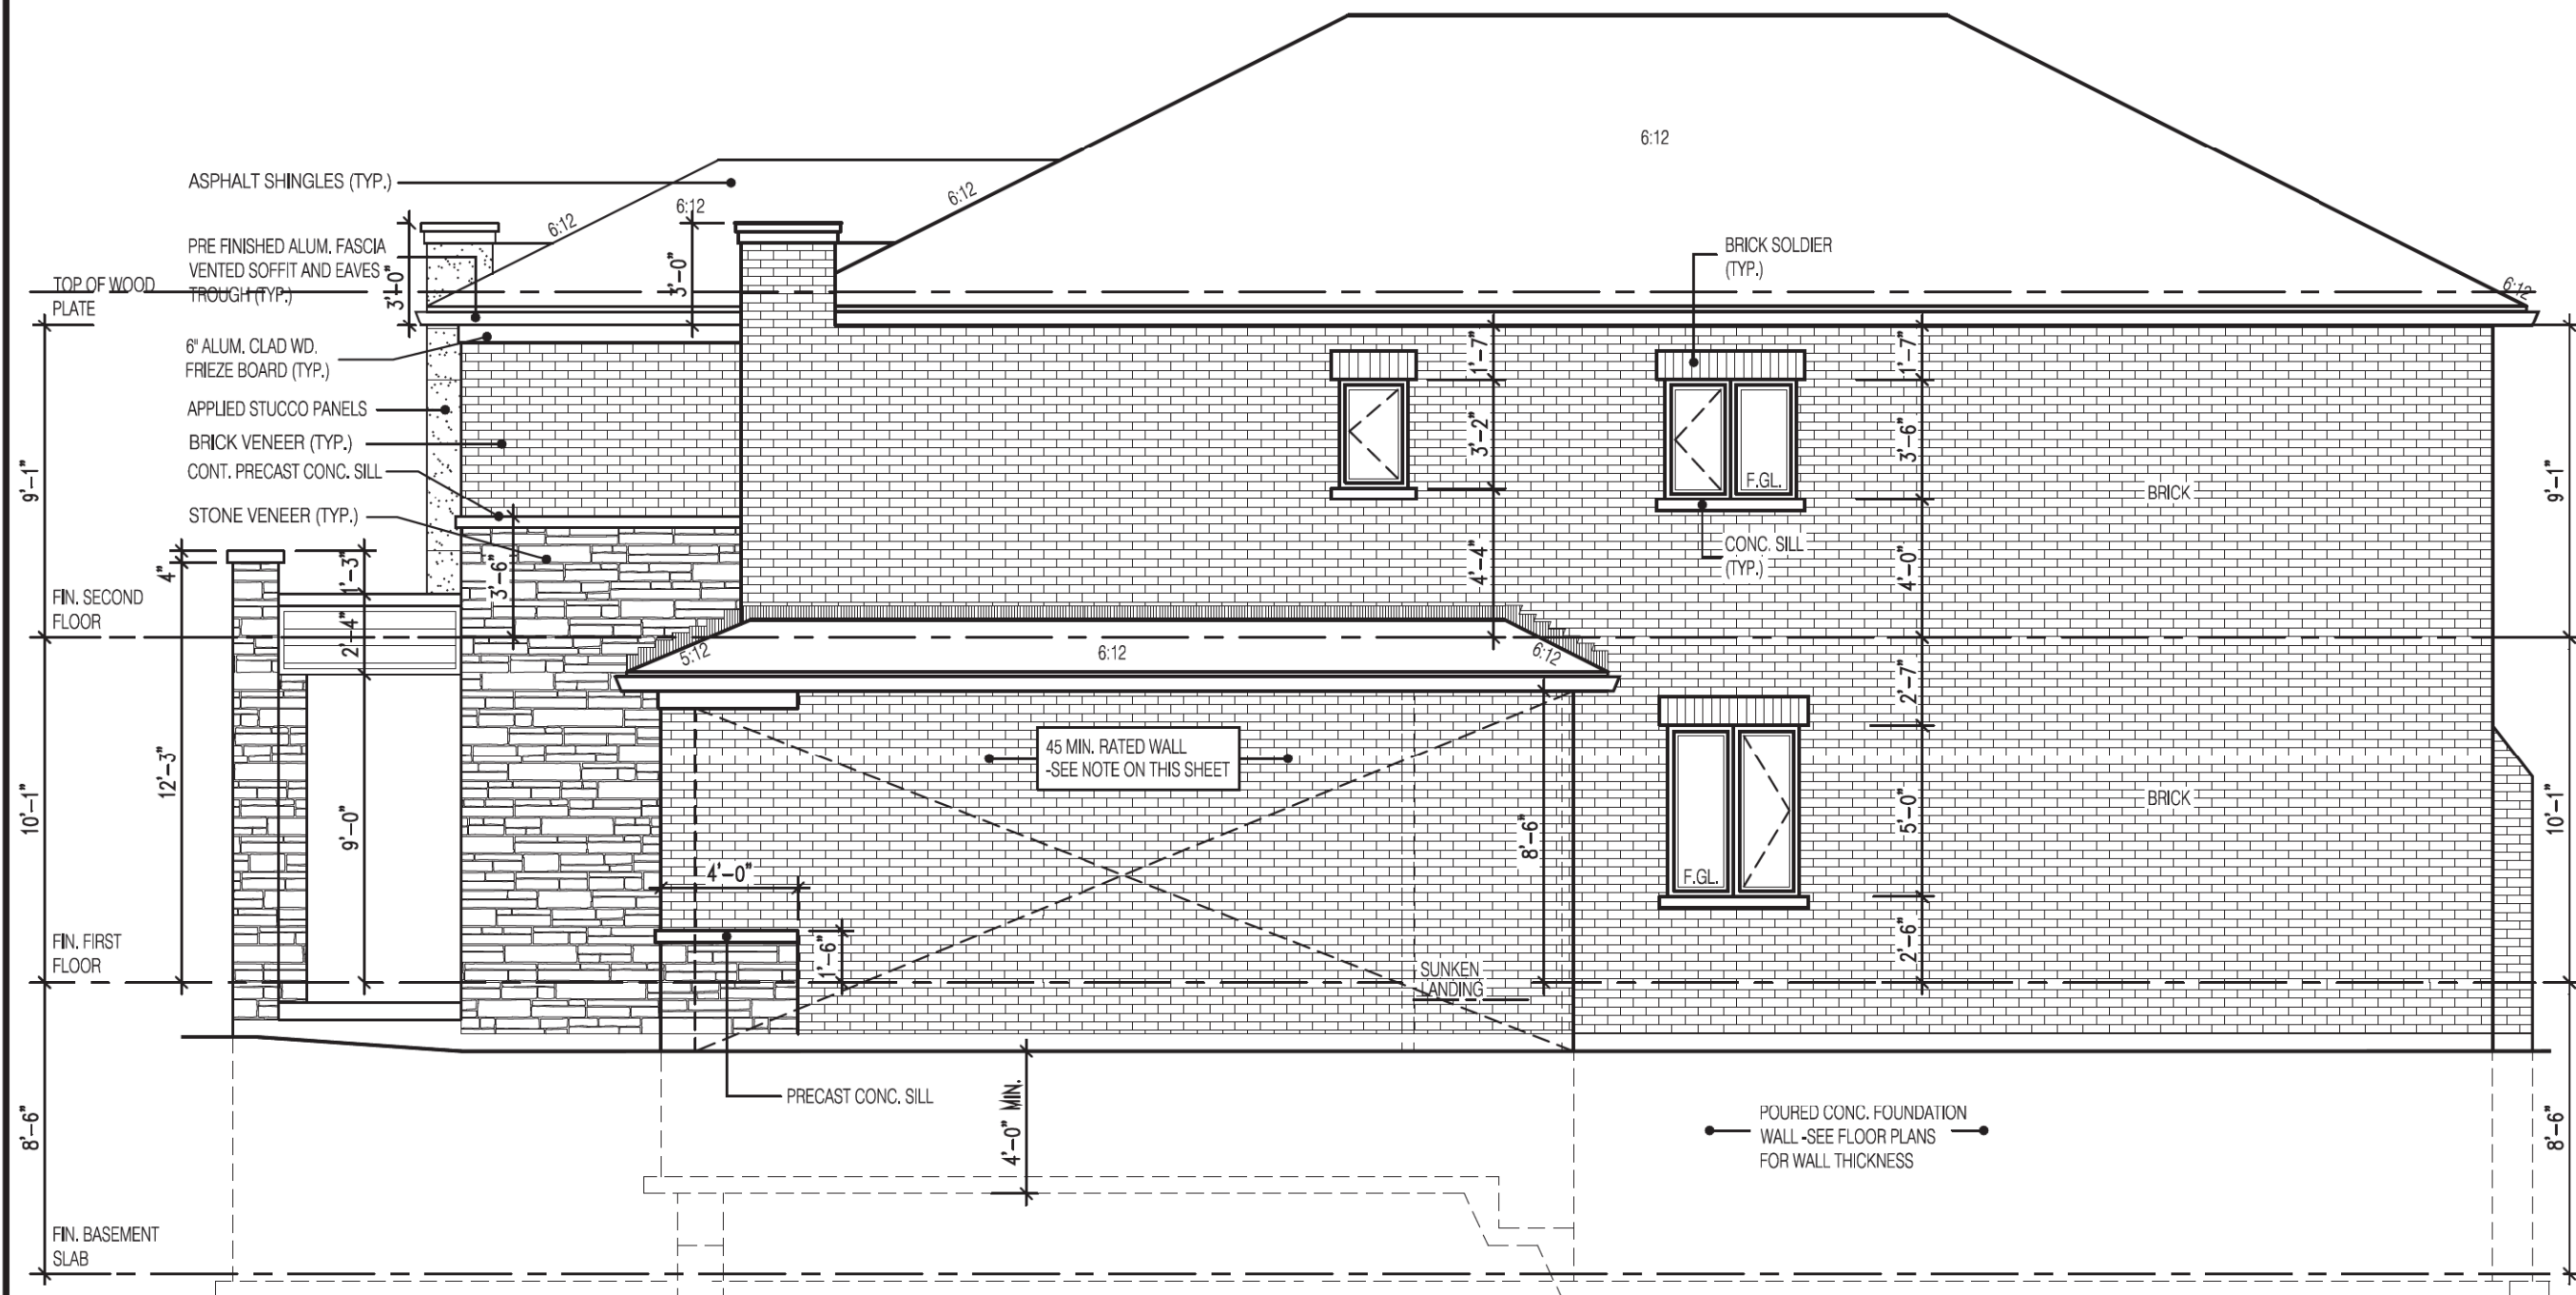 6:12
ASPHALT SHINGLES (TYP.)
6:12
6:12
6:12
PRE FINISHED ALUM. FASCIA
VENTED SOFFIT AND EAVES
TROUGH (TYP.)
3'-0"
3'-0"
BRICK SOLDIER
(TYP.)
TOP OF WOOD
PLATE
6:12
6" ALUM. CLAD WD.
FRIEZE BOARD (TYP.)
1'-7"
1'-7"
APPLIED STUCCO PANELS
BRICK VENEER (TYP.)
CONT. PRECAST CONC. SILL
STONE VENEER (TYP.)
9'-1"
3'-2"
3'-6"
F.GL.
BRICK
9'-1"
CONC. SILL
(TYP.)
4"
1'-3"
3'-6"
4'-4"
4'-0"
FIN. SECOND
FLOOR
2'-4"
5:12
6:12
6:12
2'-7"
45 MIN. RATED WALL
-SEE NOTE ON THIS SHEET
10'-1"
12'-3"
9'-0"
4'-0"
8'-6"
5'-0"
F.GL.
BRICK
10'-1"
FIN. FIRST
FLOOR
1'-6"
SUNKEN
LANDING
2'-6"
PRECAST CONC. SILL
4'-0" MIN.
POURED CONC. FOUNDATION
WALL -SEE FLOOR PLANS
FOR WALL THICKNESS
8'-6"
8'-6"
FIN. BASEMENT
SLAB